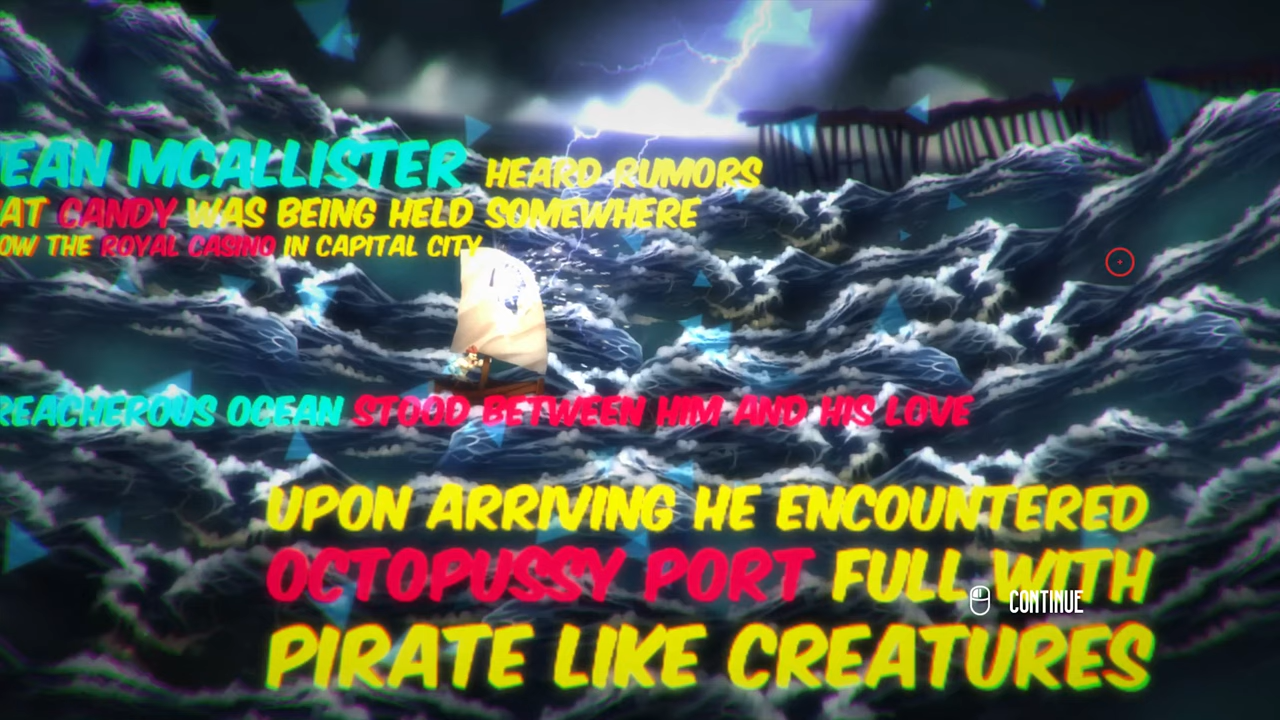 EAN MCALLISTER HEARD RUMORS
AT CANDY WAS BEING HELD SOMEWHERE
OW THE ROYAL CASINO IN CAPITAL CITY
REACHEROUS OCEAN STOOD BETWEEN HIM AND HIS LOVE
UPON ARRIVING HE ENCOUNTERED
OCTOPUSSY PORT FULL WITH
CONTINUE
PIRATE LIKE CREATURES